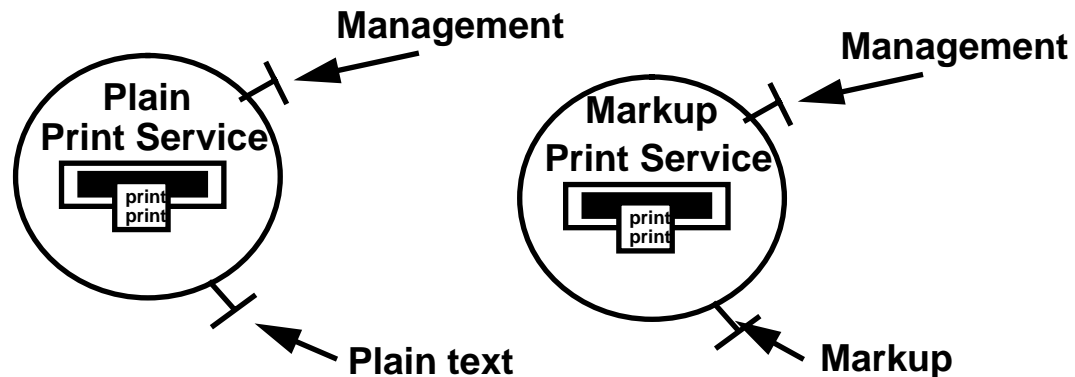 Management
Plain
Print Service
print
print
Plain text
Management
Markup
Print Service
print
print
Markup